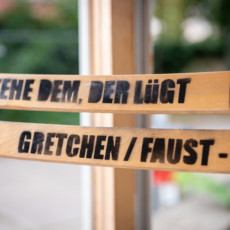 EHE DEM, DER LüGT
GRETCHEN / FAUST -